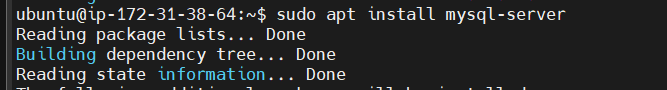 ubuntu@ip-172-31-38-64:~$ sudo apt install mysql-server
Reading package lists... Done
Building dependency tree... Done
Reading state information... Done